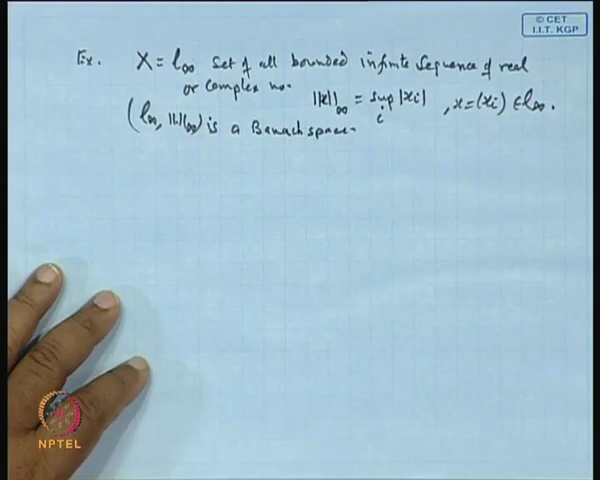 © CET
I.I.T. KGP
Ex. X = l∞ set of all bounded infinite sequence of real
or complex no.
||x||∞ = sup_i |xi| , x = (xi) ∈ l∞.
(l∞, ||.||∞) is a Banach space.
NPTEL